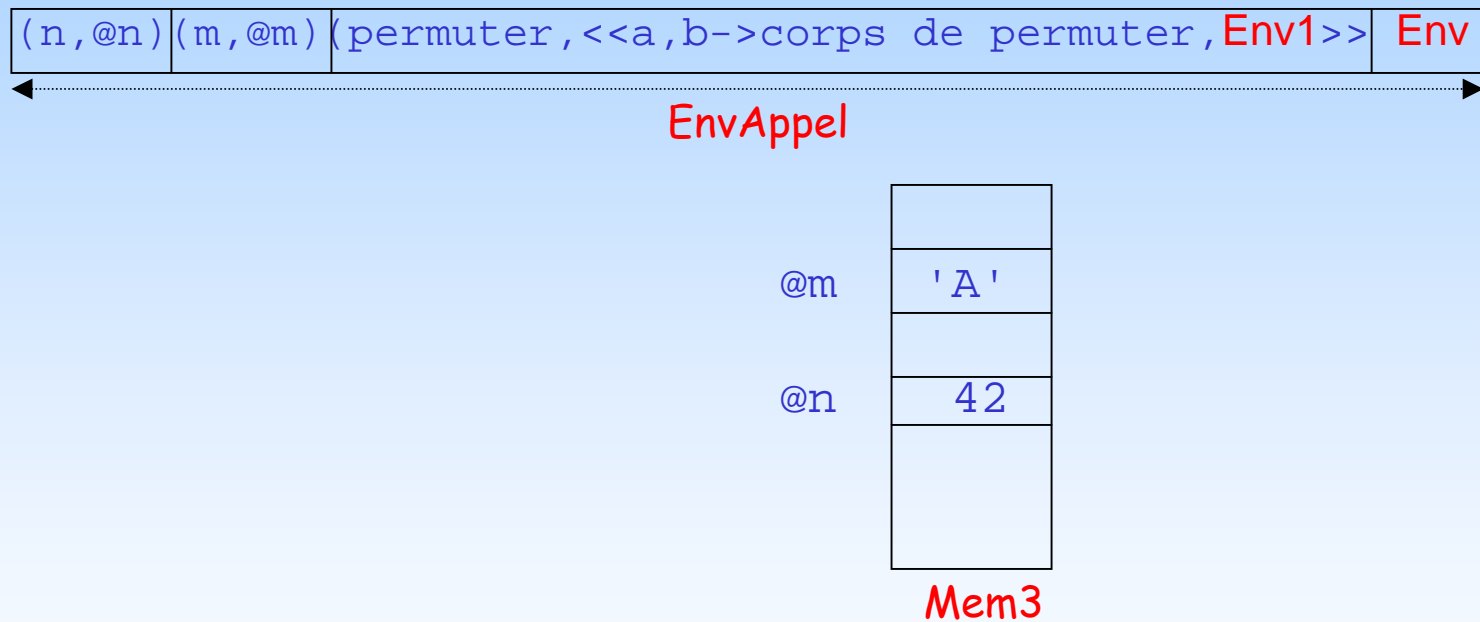 (n,@n)(m,@m)(permuter,<<a,b->corps de permuter,Env1>> Env
EnvAppel
@m 'A'
@n 42
Mem3